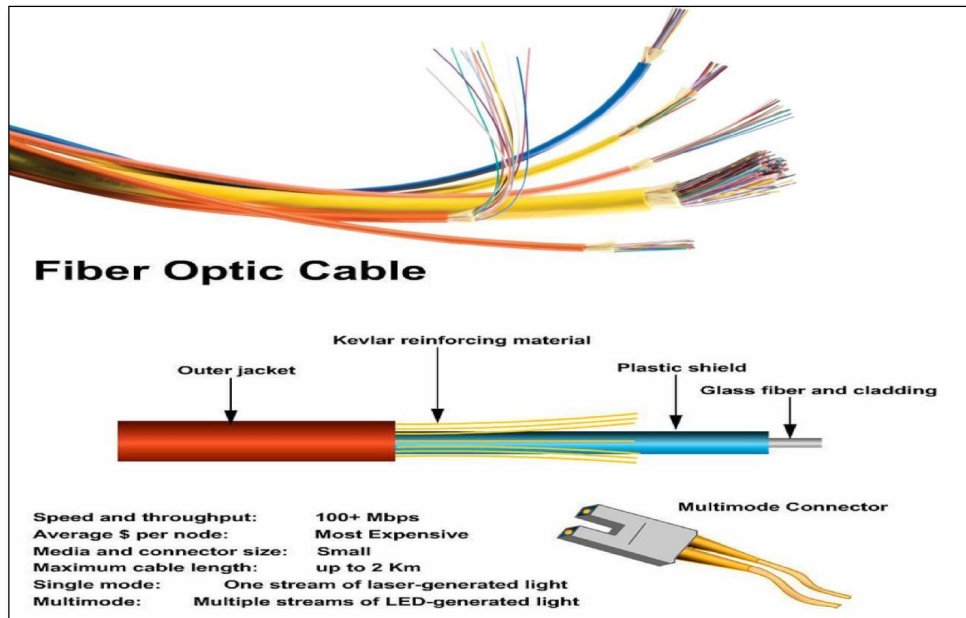 Fiber Optic Cable
Kevlar reinforcing material
Outer jacket
Plastic shield
Glass fiber and cladding
Multimode Connector
Speed and throughput: 100+ Mbps
Average $ per node: Most Expensive
Media and connector size: Small
Maximum cable length: up to 2 Km
Single mode: One stream of laser-generated light
Multimode: Multiple streams of LED-generated light